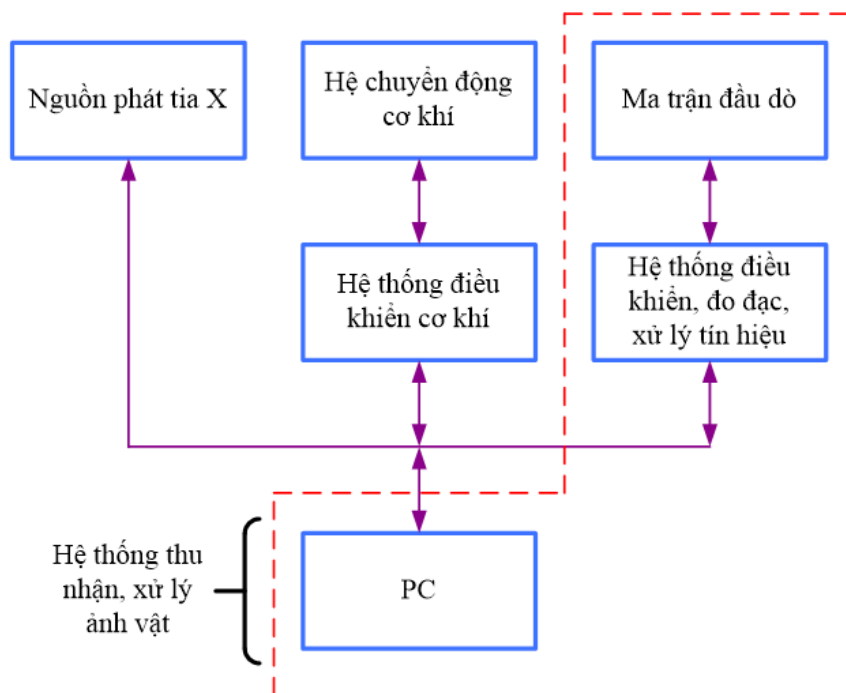 Nguồn phát tia X
Hệ chuyển động
cơ khí
Ma trận đầu dò
Hệ thống điều
khiển cơ khí
Hệ thống điều
khiển, đo đạc,
xử lý tín hiệu
Hệ thống thu
nhận, xử lý
ảnh vật
PC